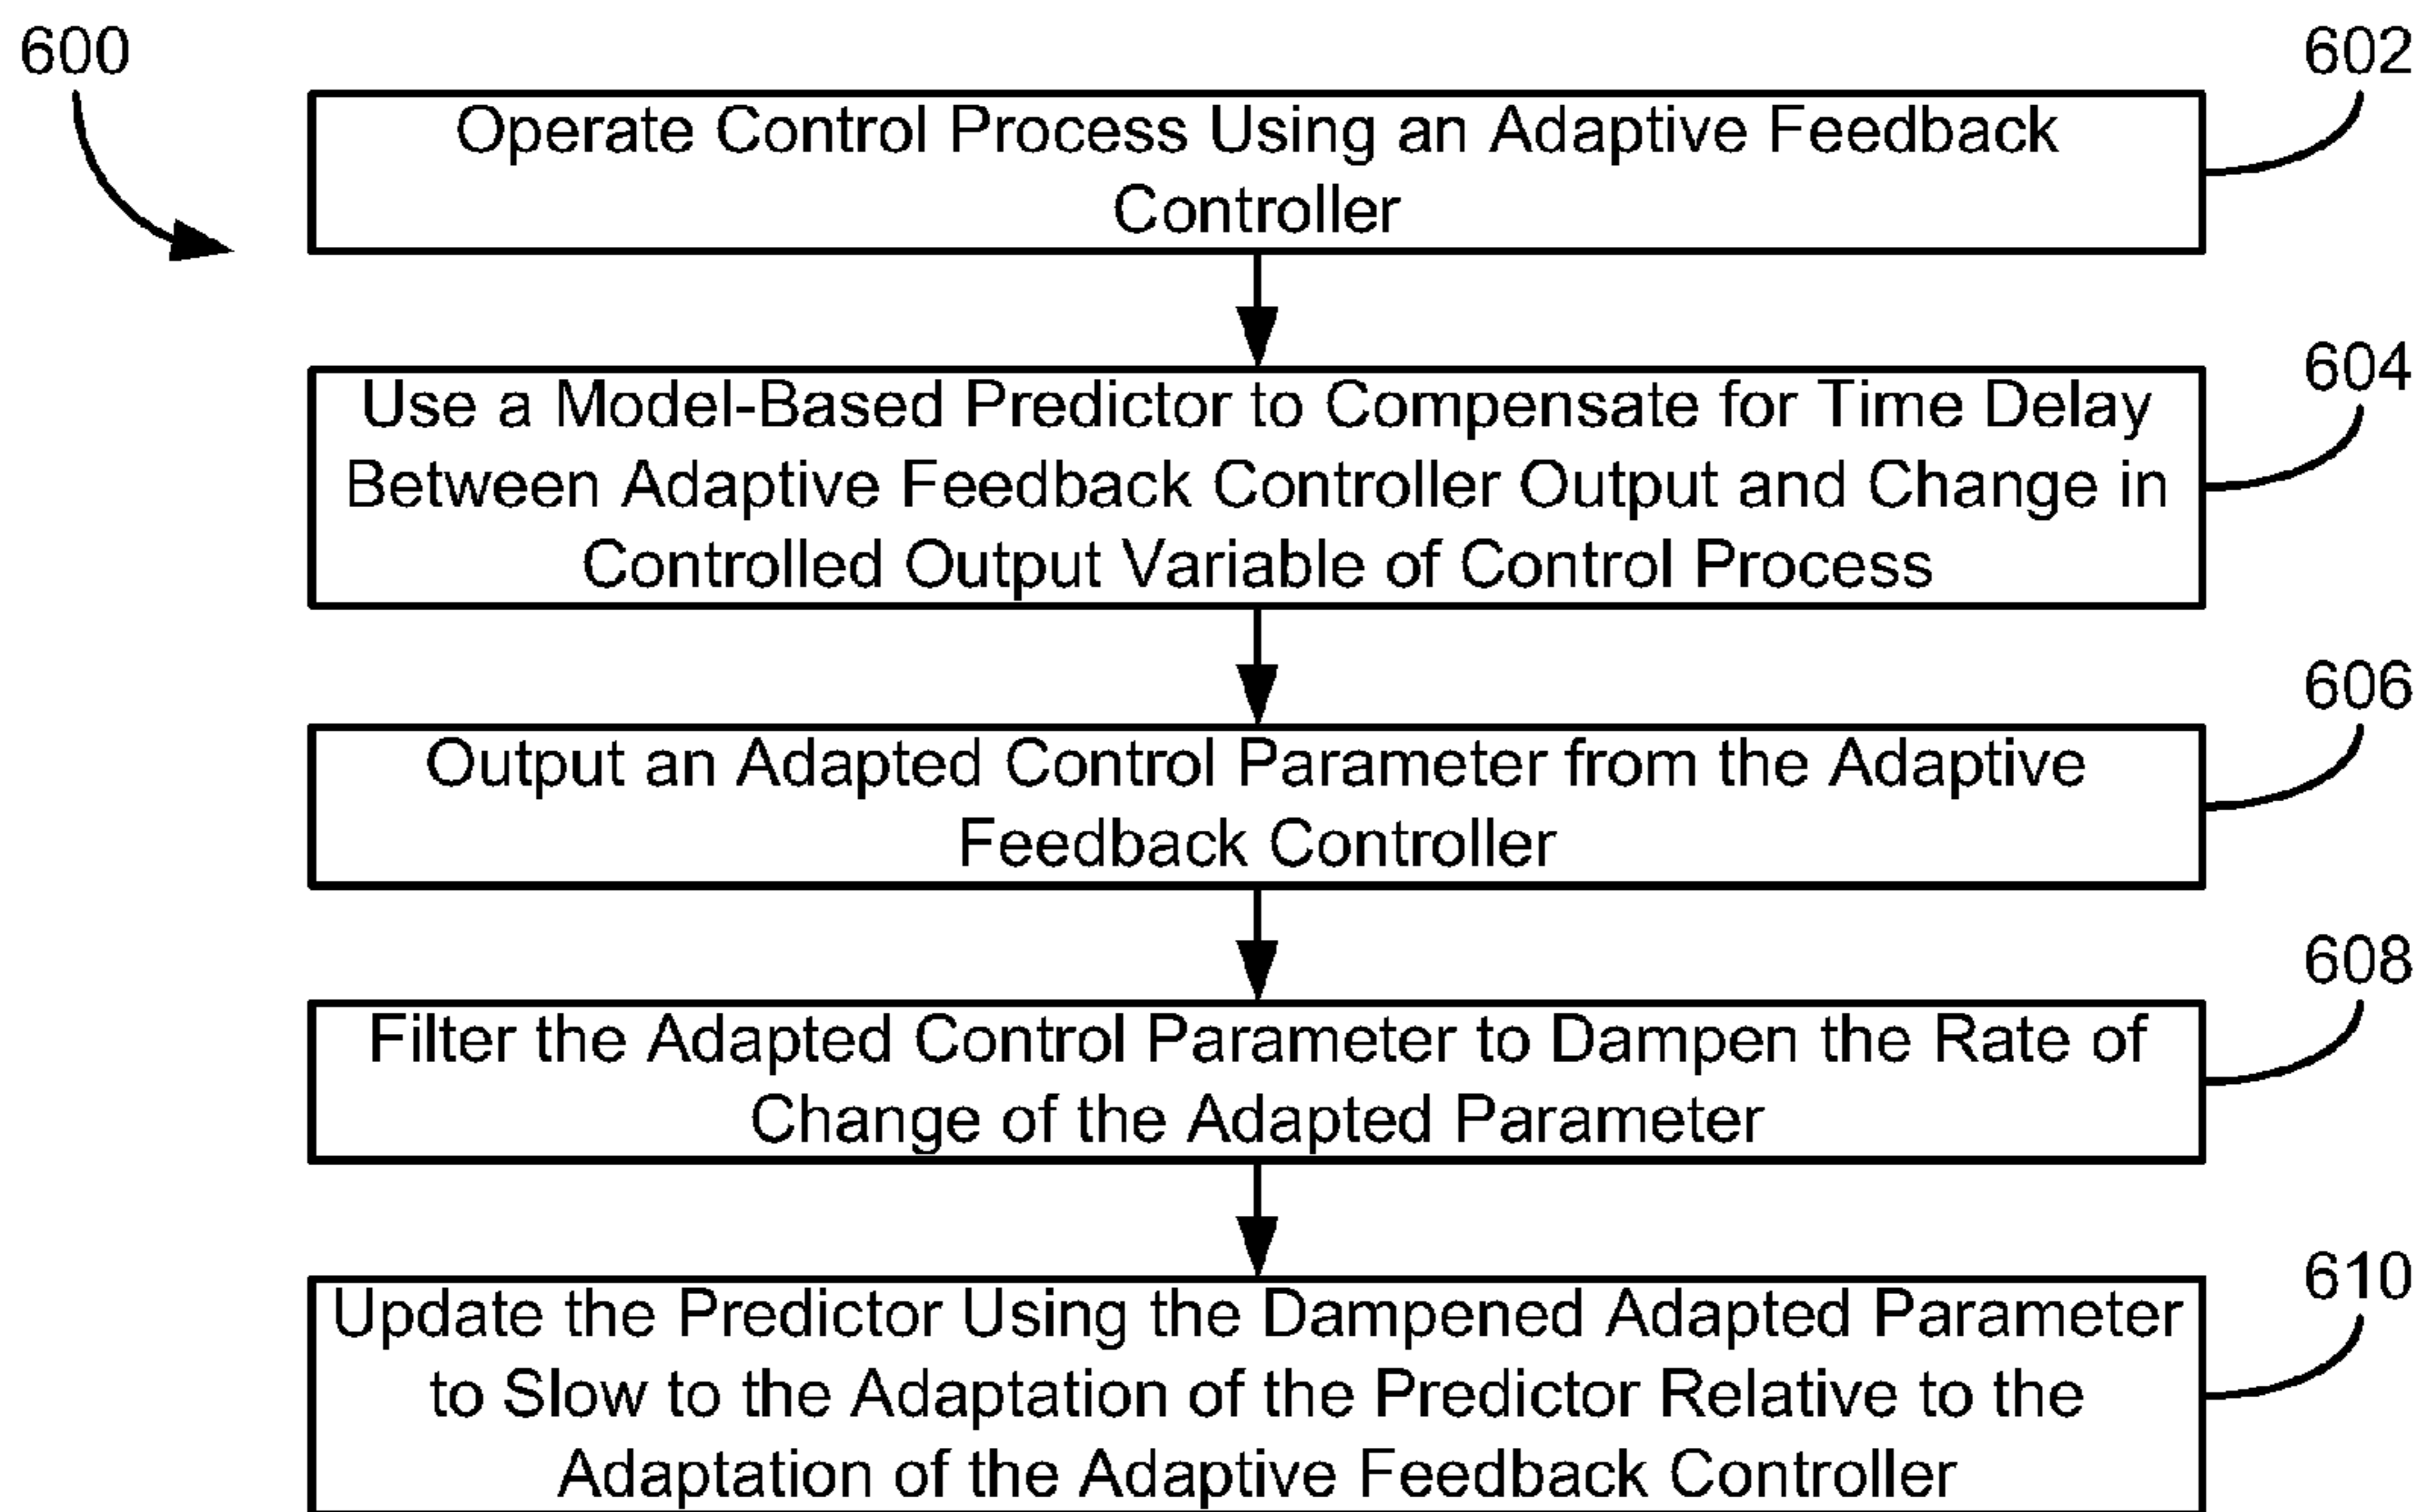 600
602
Operate Control Process Using an Adaptive Feedback
Controller
604
Use a Model-Based Predictor to Compensate for Time Delay
Between Adaptive Feedback Controller Output and Change in
Controlled Output Variable of Control Process
606
Output an Adapted Control Parameter from the Adaptive
Feedback Controller
608
Filter the Adapted Control Parameter to Dampen the Rate of
Change of the Adapted Parameter
610
Update the Predictor Using the Dampened Adapted Parameter
to Slow to the Adaptation of the Predictor Relative to the
Adaptation of the Adaptive Feedback Controller